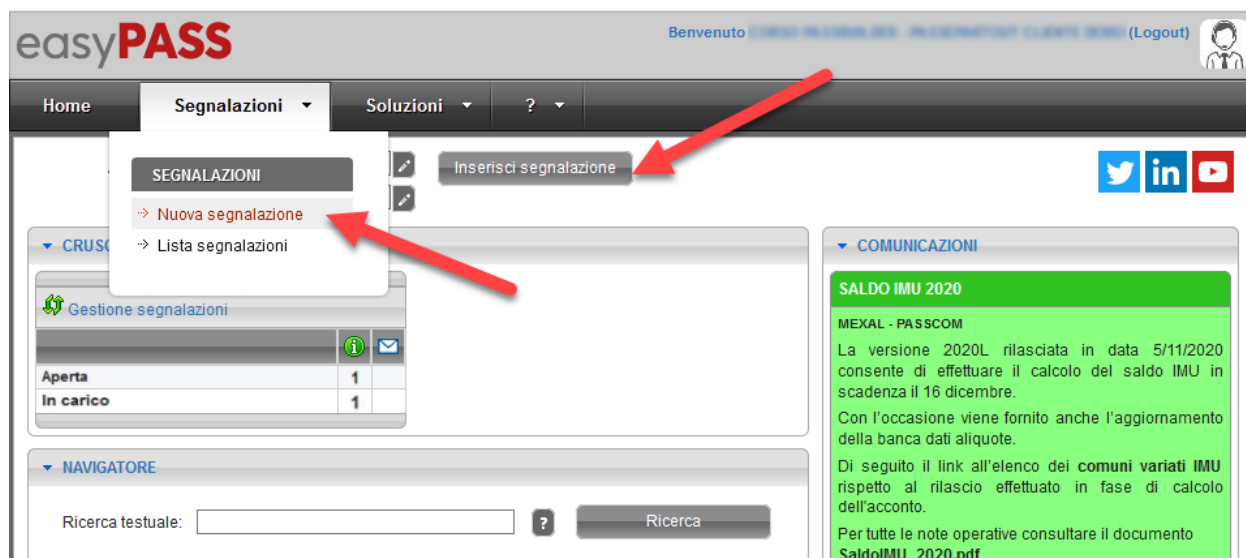 easyPASS
Benvenuto (Logout)
Home Segnalazioni Soluzioni ?
SEGNALAZIONI
Nuova segnalazione
Lista segnalazioni
Inserisci segnalazione
in
CRUSC
Gestione segnalazioni
Aperta 1
In carico 1
NAVIGATORE
Ricerca testuale: ? Ricerca
COMUNICAZIONI
SALDO IMU 2020
MEXAL - PASSCOM
La versione 2020L rilasciata in data 5/11/2020
consente di effettuare il calcolo del saldo IMU in
scadenza il 16 dicembre.
Con l'occasione viene fornito anche l'aggiornamento
della banca dati aliquote.
Di seguito il link all'elenco dei comuni variati IMU
rispetto al rilascio effettuato in fase di calcolo
dell'acconto.
Per tutte le note operative consultare il documento
SaldoIMU_2020.pdf